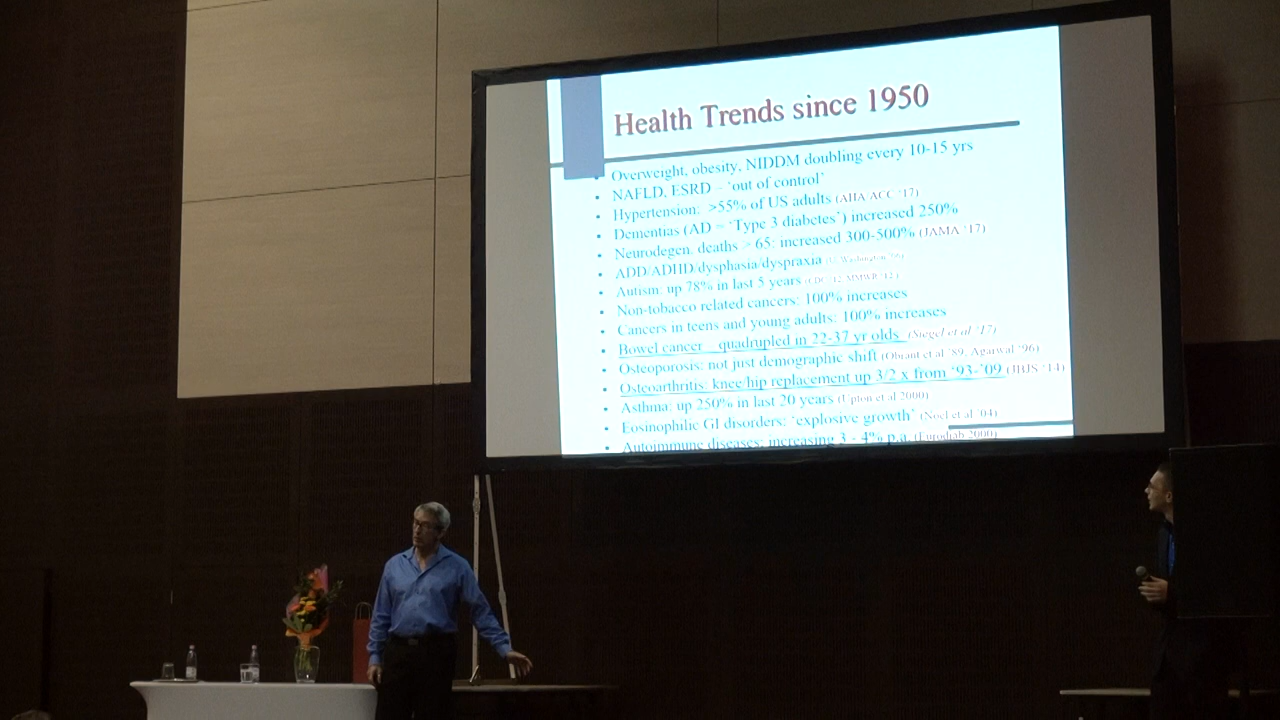 Health Trends since 1950
Overweight, obesity, NIDDM doubling every 10-15 yrs
NAFLD, ESRD – 'out of control'
Hypertension: >55% of US adults (AHA/ACC '17)
Dementias (AD = 'Type 3 diabetes') increased 250%
Neurodegen. deaths > 65: increased 300-500% (JAMA '17)
ADD/ADHD/dysphasia/dyspraxia
Autism: up 78% in last 5 years
Non-tobacco related cancers: 100% increases
Cancers in teens and young adults: 100% increases
Bowel cancer quadrupled in 22-37 yr olds (Siegel et al '17)
Osteoporosis: not just demographic shift (Obrant et al '89, Agarwal '96)
Osteoarthritis: knee/hip replacement up 3/2 x from '93-'09 (JBJS '14)
Asthma: up 250% in last 20 years (Upton et al 2000)
Eosinophilic GI disorders: 'explosive growth' (Noel et al '04)
Autoimmune diseases: increasing 3 - 4% p.a. (Eurodiab 2000)